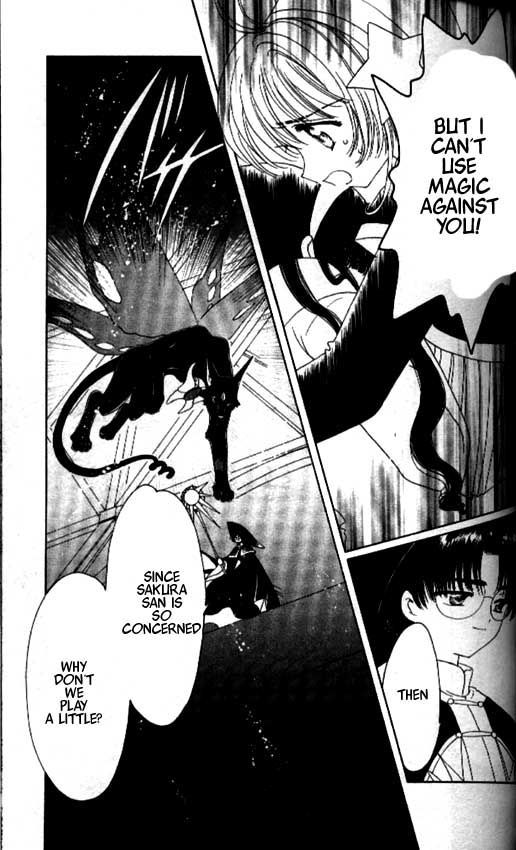 BUT I
CAN'T
USE
MAGIC
AGAINST
YOU!
THEN
SINCE
SAKURA
SAN IS
SO
CONCERNED
WHY
DON'T
WE
PLAY
A LITTLE?